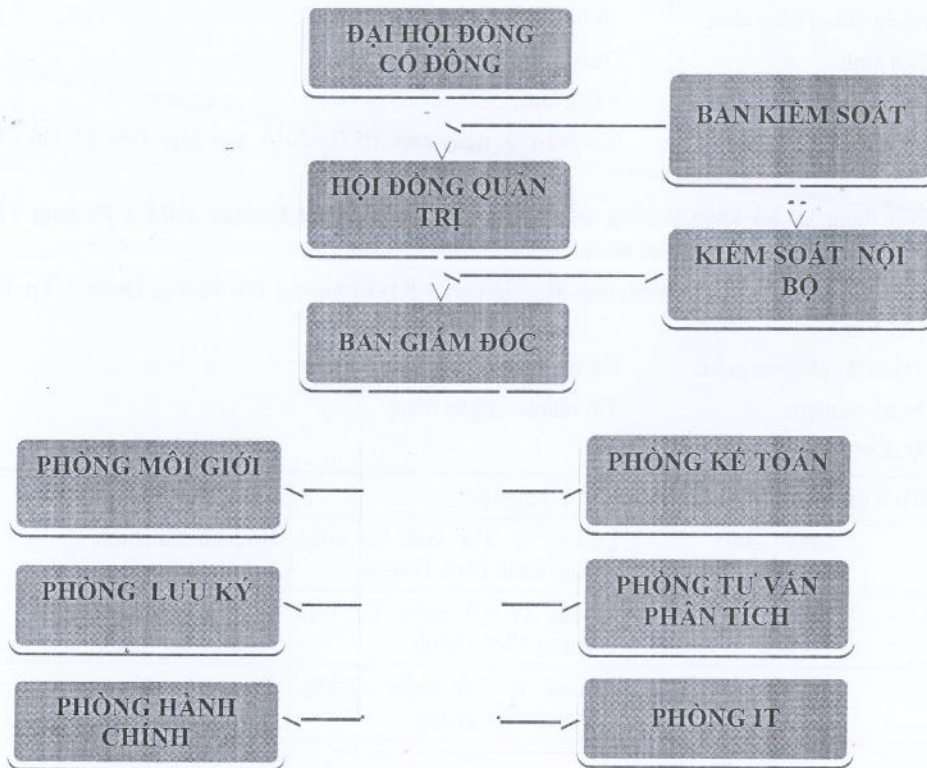 ĐẠI HỘI ĐỒNG
CỔ ĐÔNG
BAN KIỂM SOÁT
HỘI ĐỒNG QUẢN
TRỊ
KIỂM SOÁT NỘI
BỘ
BAN GIÁM ĐỐC
PHÒNG MÔI GIỚI
PHÒNG KẾ TOÁN
PHÒNG LƯU KÝ
PHÒNG TƯ VẤN
PHÂN TÍCH
PHÒNG HÀNH
CHÍNH
PHÒNG IT